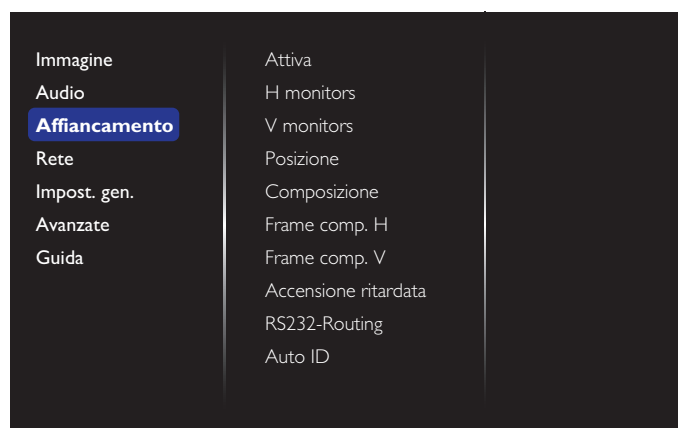 Immagine
Audio
Affiancamento
Rete
Impost. gen.
Avanzate
Guida
Attiva
H monitors
V monitors
Posizione
Composizione
Frame comp. H
Frame comp. V
Accensione ritardata
RS232-Routing
Auto ID